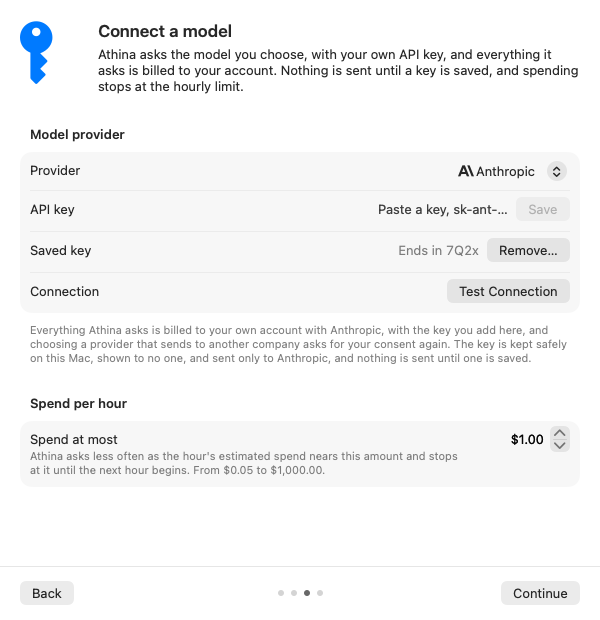 Connect a model
Athina asks the model you choose, with your own API key, and everything it
asks is billed to your account. Nothing is sent until a key is saved, and spending
stops at the hourly limit.
Model provider
Provider
Anthropic
API key
Paste a key, sk-ant-...
Save
Saved key
Ends in 7Q2x
Remove...
Connection
Test Connection
Everything Athina asks is billed to your own account with Anthropic, with the key you add here, and
choosing a provider that sends to another company asks for your consent again. The key is kept safely
on this Mac, shown to no one, and sent only to Anthropic, and nothing is sent until one is saved.
Spend per hour
Spend at most
$1.00
Athina asks less often as the hour's estimated spend nears this amount and stops
at it until the next hour begins. From $0.05 to $1,000.00.
Back
Continue